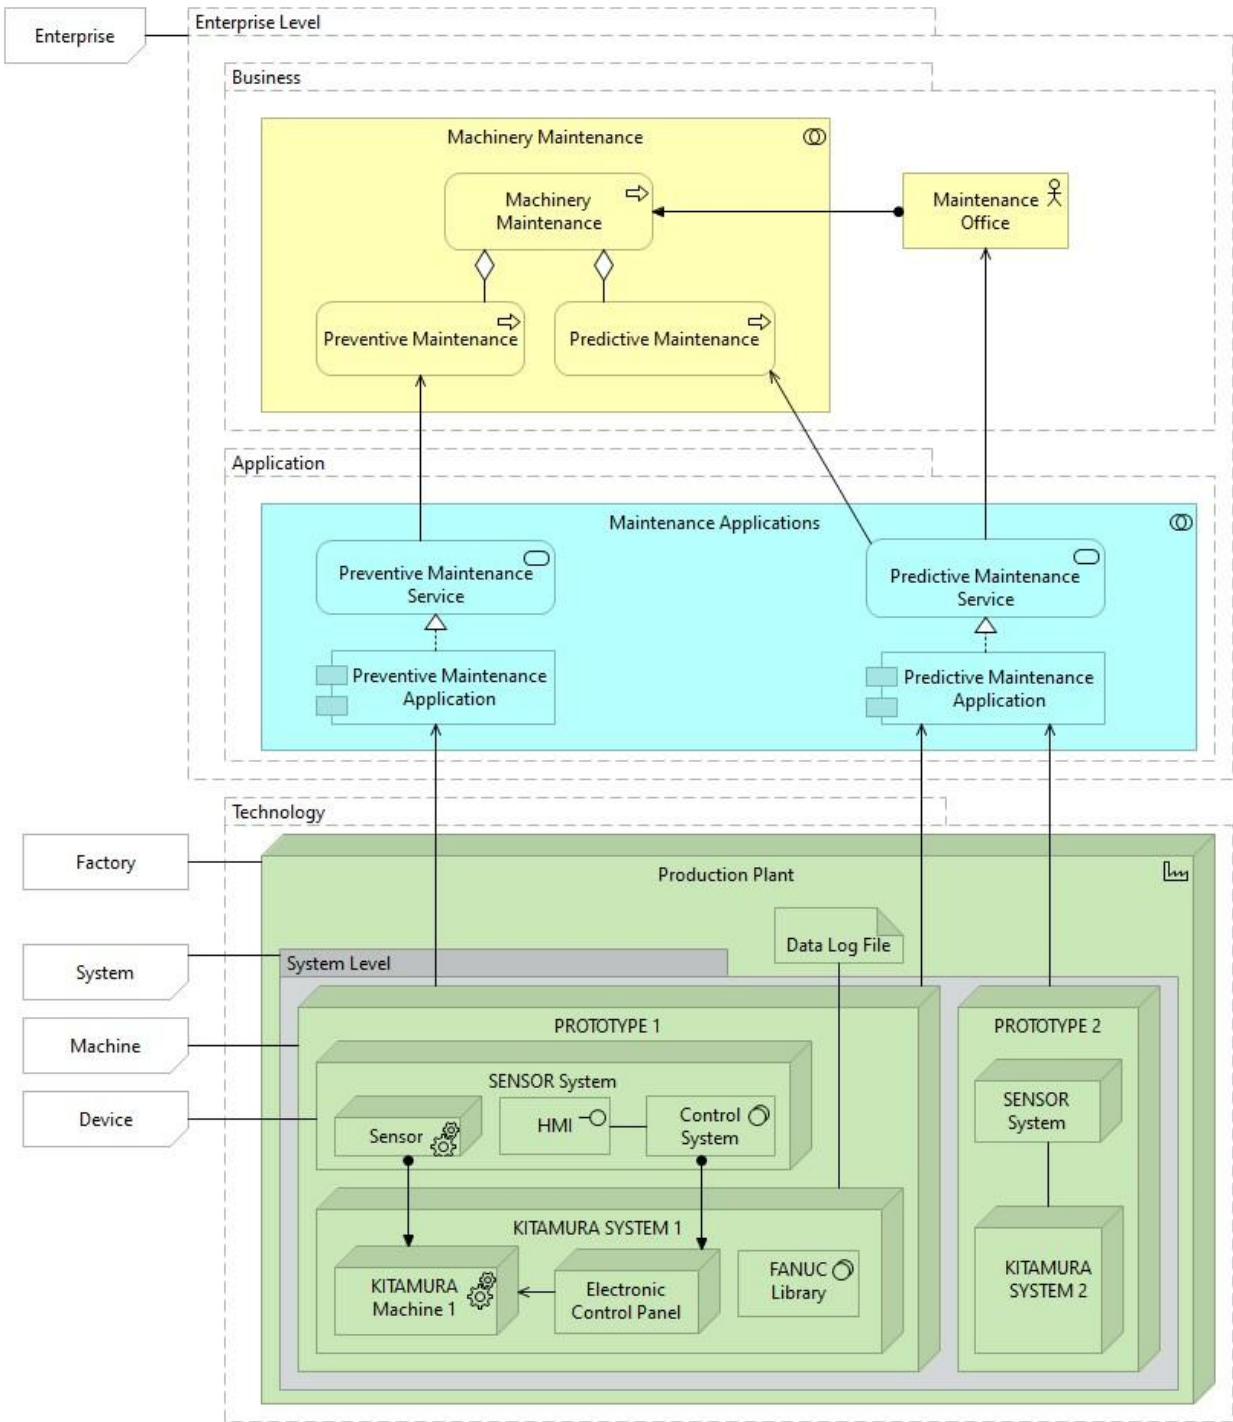 Enterprise
Enterprise Level
Business
Machinery Maintenance
Machinery
Maintenance
Maintenance
Office
Preventive Maintenance
Predictive Maintenance
Application
Maintenance Applications
Preventive Maintenance
Service
Predictive Maintenance
Service
Preventive Maintenance
Application
Predictive Maintenance
Application
Technology
Factory
Production Plant
Data Log File
System
System Level
Machine
PROTOTYPE 1
PROTOTYPE 2
Device
SENSOR System
Sensor
HMI
Control
System
SENSOR
System
KITAMURA SYSTEM 1
KITAMURA
Machine 1
Electronic
Control Panel
FANUC
Library
KITAMURA
SYSTEM 2